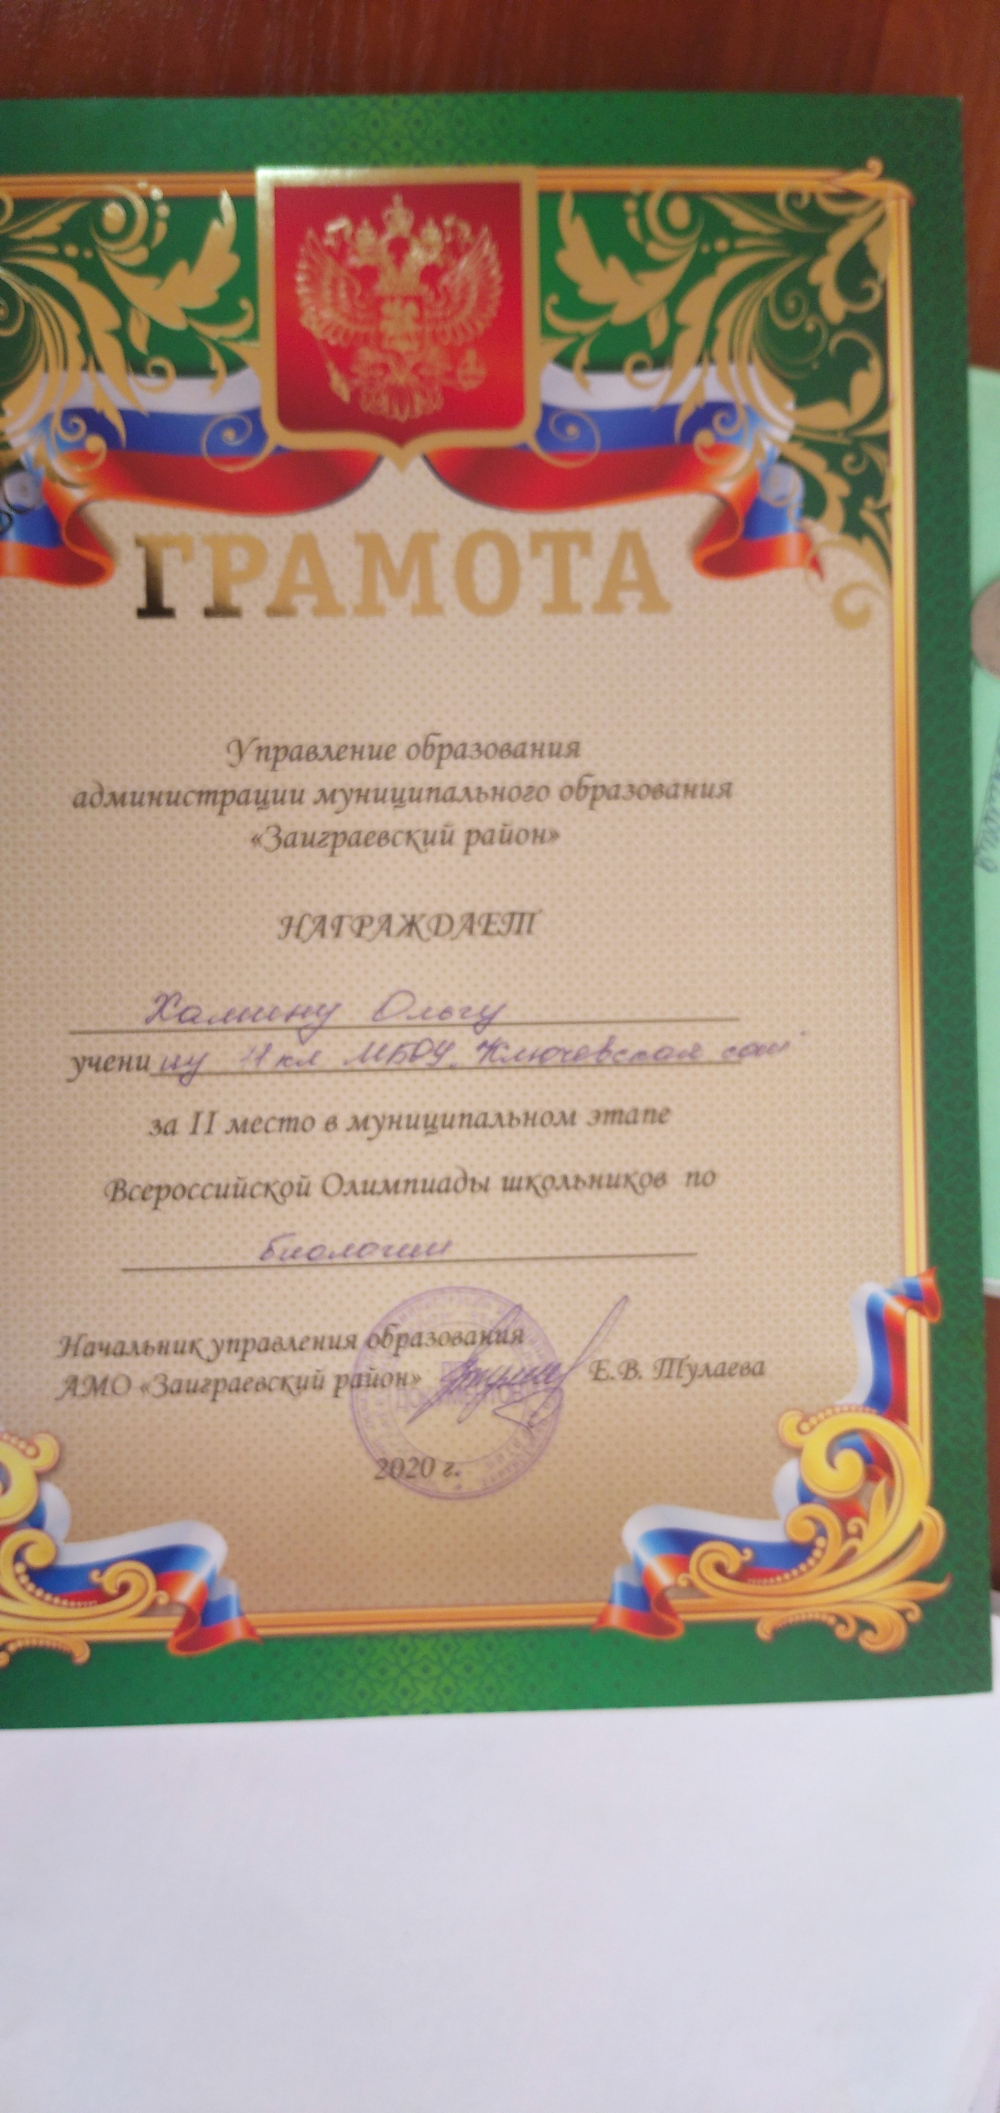 ГРАМОТА
Управление образования
администрации муниципального образования
«Заиграевский район»
НАГРАЖДАЕТ
Ольгу
ученицу 11 кл МБОУ Ключевская сош
за II место в муниципальном этапе
Всероссийской Олимпиады школьников по
биологии
Начальник управления образования
АМО «Заиграевский район» Е.В. Тулаева
2020 г.